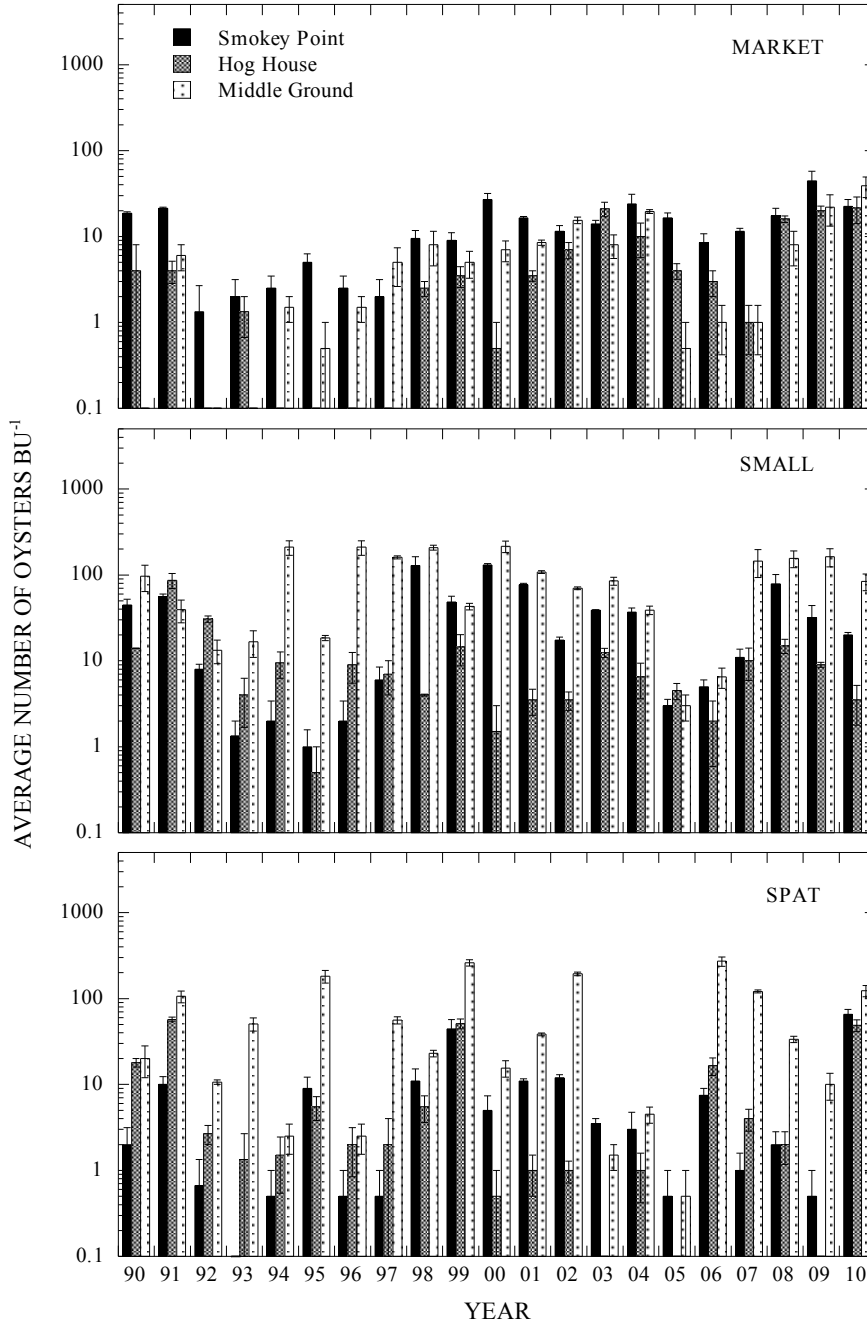 Smokey Point
Hog House
Middle Ground
MARKET
1000
100
10
1
0.1
SMALL
1000
100
10
1
0.1
SPAT
1000
100
10
1
0.1
AVERAGE NUMBER OF OYSTERS BU-1
90 91 92 93 94 95 96 97 98 99 00 01 02 03 04 05 06 07 08 09 10
YEAR